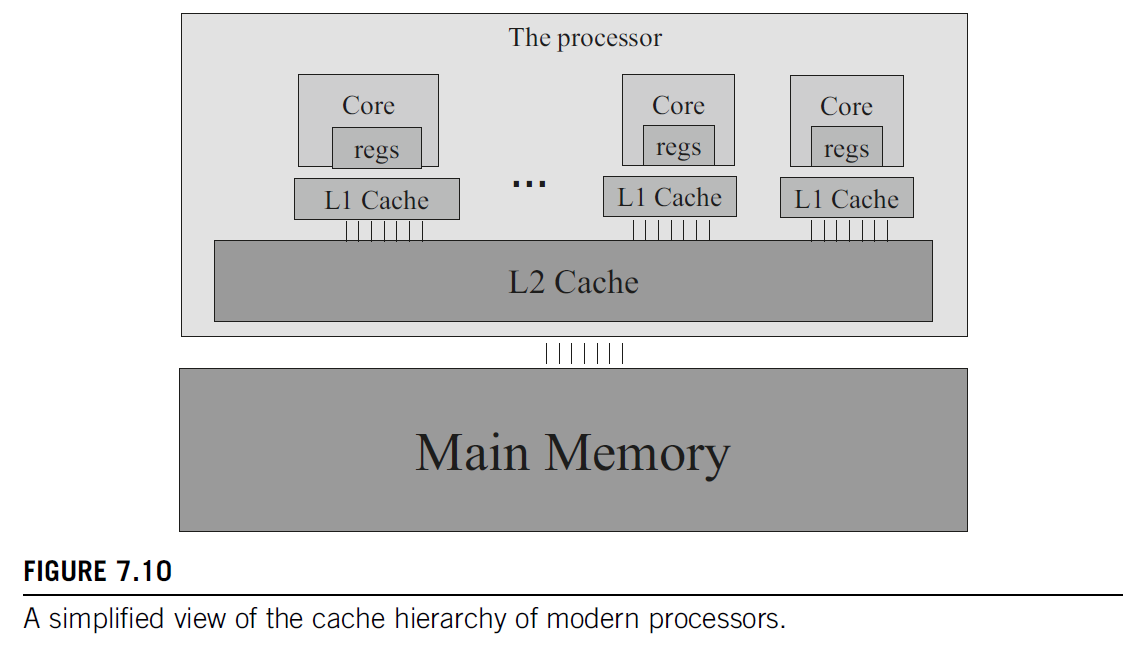 The processor
Core
regs
L1 Cache
...
Core
regs
L1 Cache
Core
regs
L1 Cache
L2 Cache
Main Memory
FIGURE 7.10
A simplified view of the cache hierarchy of modern processors.